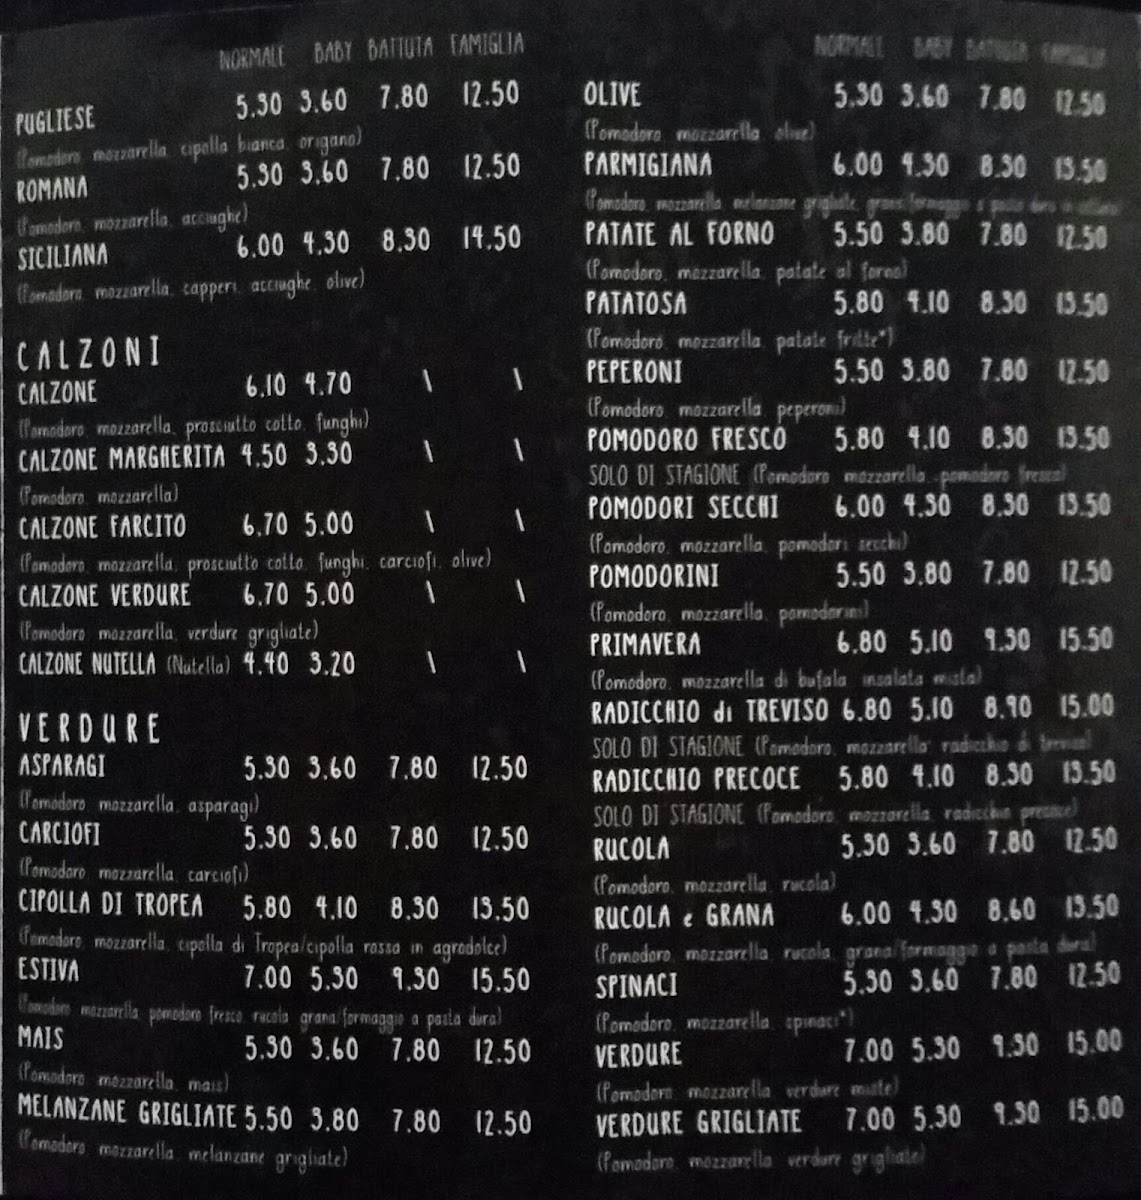 NORMALE BABY BATTUTA FAMIGLIA
PUGLIESE 5.30 3.60 7.80 12.50
(Pomodoro, mozzarella, cipolla bianca, origano)
ROMANA 5.30 3.60 7.80 12.50
(Pomodoro, mozzarella, acciughe)
SICILIANA 6.00 4.30 8.30 14.50
(Pomodoro, mozzarella, capperi, acciughe, olive)
CALZONI
CALZONE 6.10 4.70 \ \
(Pomodoro, mozzarella, prosciutto cotto, funghi)
CALZONE MARGHERITA 4.50 3.30 \ \
(Pomodoro, mozzarella)
CALZONE FARCITO 6.70 5.00 \ \
(Pomodoro, mozzarella, prosciutto cotto, funghi, carciofi, olive)
CALZONE VERDURE 6.70 5.00 \ \
(Pomodoro, mozzarella, verdure grigliate)
CALZONE NUTELLA (Nutella) 4.40 3.20 \ \
VERDURE
ASPARAGI 5.30 3.60 7.80 12.50
(Pomodoro, mozzarella, asparagi)
CARCIOFI 5.30 3.60 7.80 12.50
(Pomodoro, mozzarella, carciofi)
CIPOLLA DI TROPEA 5.80 4.10 8.30 13.50
(Pomodoro, mozzarella, cipolla di Tropea/cipolla rossa in agrodolce)
ESTIVA 7.00 5.30 9.30 15.50
(Pomodoro, mozzarella, pomodoro fresco, rucola, grana/formaggio a pasta dura)
MAIS 5.30 3.60 7.80 12.50
(Pomodoro, mozzarella, mais)
MELANZANE GRIGLIATE 5.50 3.80 7.80 12.50
(Pomodoro, mozzarella, melanzane grigliate)
NORMALE BABY BATTUTA FAMIGLIA
OLIVE 5.30 3.60 7.80 12.50
(Pomodoro, mozzarella, olive)
PARMIGIANA 6.00 4.30 8.30 13.50
(Pomodoro, mozzarella, melanzane grigliate, grana/formaggio a pasta dura
PATATE AL FORNO 5.50 3.80 7.80 12.50
(Pomodoro, mozzarella, patate al forno)
PATATOSA 5.80 4.10 8.30 13.50
(Pomodoro, mozzarella, patate fritte*)
PEPERONI 5.50 3.80 7.80 12.50
(Pomodoro, mozzarella, peperoni)
POMODORO FRESCO 5.80 4.10 8.30 13.50
SOLO DI STAGIONE (Pomodoro, mozzarella, pomodoro fresco)
POMODORI SECCHI 6.00 4.30 8.30 13.50
(Pomodoro, mozzarella, pomodori secchi)
POMODORINI 5.50 3.80 7.80 12.50
(Pomodoro, mozzarella, pomodorini)
PRIMAVERA 6.80 5.10 9.30 15.50
(Pomodoro, mozzarella di bufala, insalata mista)
RADICCHIO di TREVISO 6.80 5.10 8.90 15.00
SOLO DI STAGIONE (Pomodoro, mozzarella, radicchio di treviso)
RADICCHIO PRECOCE 5.80 4.10 8.30 13.50
SOLO DI STAGIONE (Pomodoro, mozzarella, radicchio precoce)
RUCOLA 5.30 3.60 7.80 12.50
(Pomodoro, mozzarella, rucola)
RUCOLA e GRANA 6.00 4.30 8.60 13.50
(Pomodoro, mozzarella, rucola, grana/formaggio a pasta dura)
SPINACI 5.30 3.60 7.80 12.50
(Pomodoro, mozzarella, spinaci*)
VERDURE 7.00 5.30 9.30 15.00
(Pomodoro, mozzarella, verdure miste)
VERDURE GRIGLIATE 7.00 5.30 9.30 15.00
(Pomodoro, mozzarella, verdure grigliate)